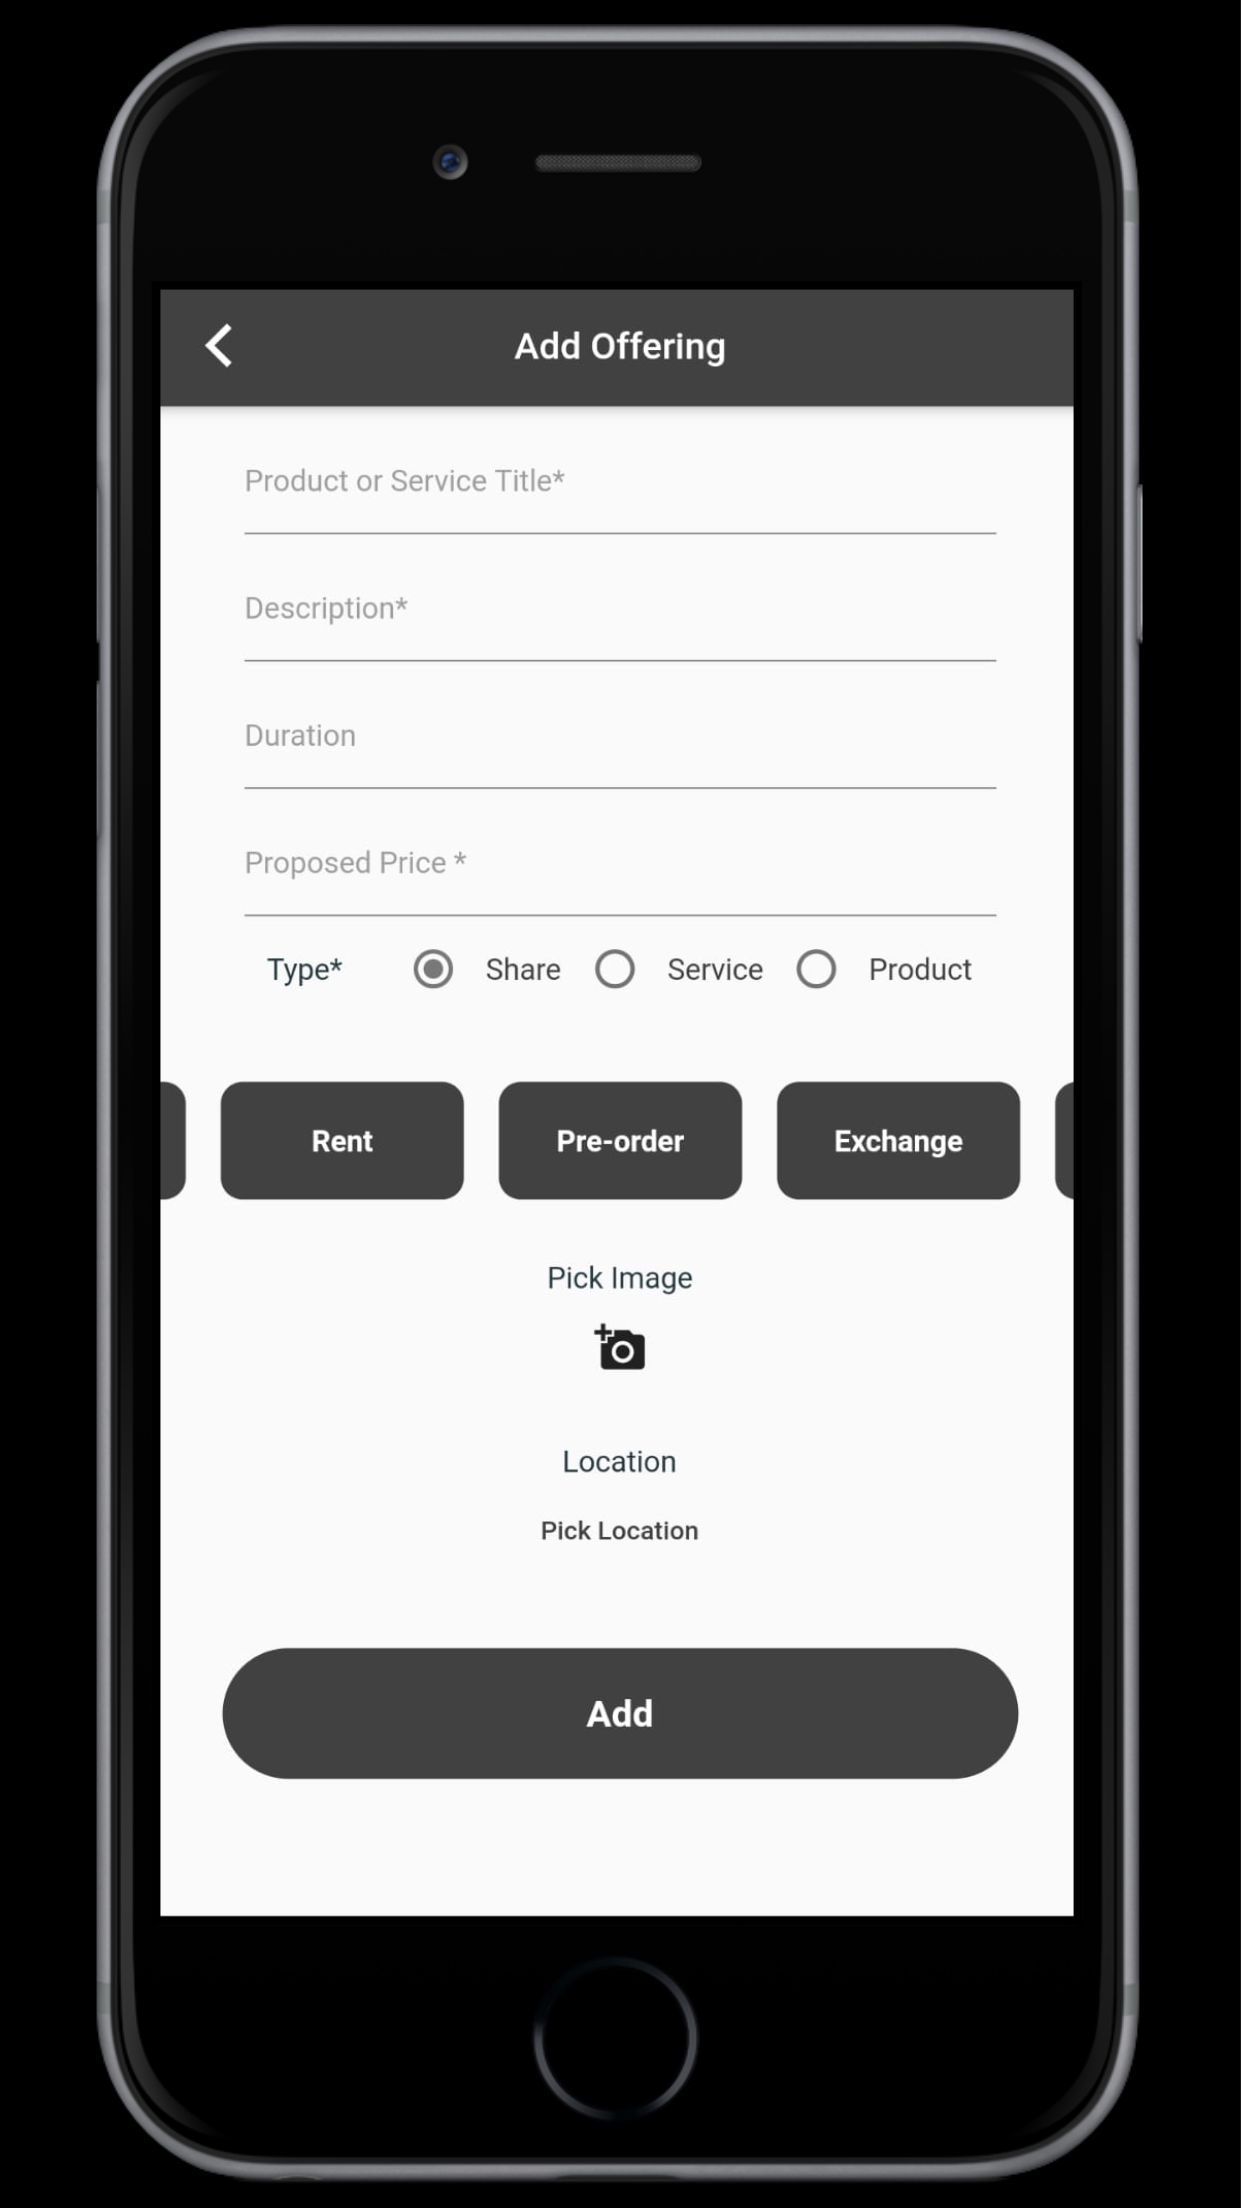 Add Offering
Product or Service Title*
Description*
Duration
Proposed Price *
Type* Share Service Product
Rent Pre-order Exchange
Pick Image
Location
Pick Location
Add